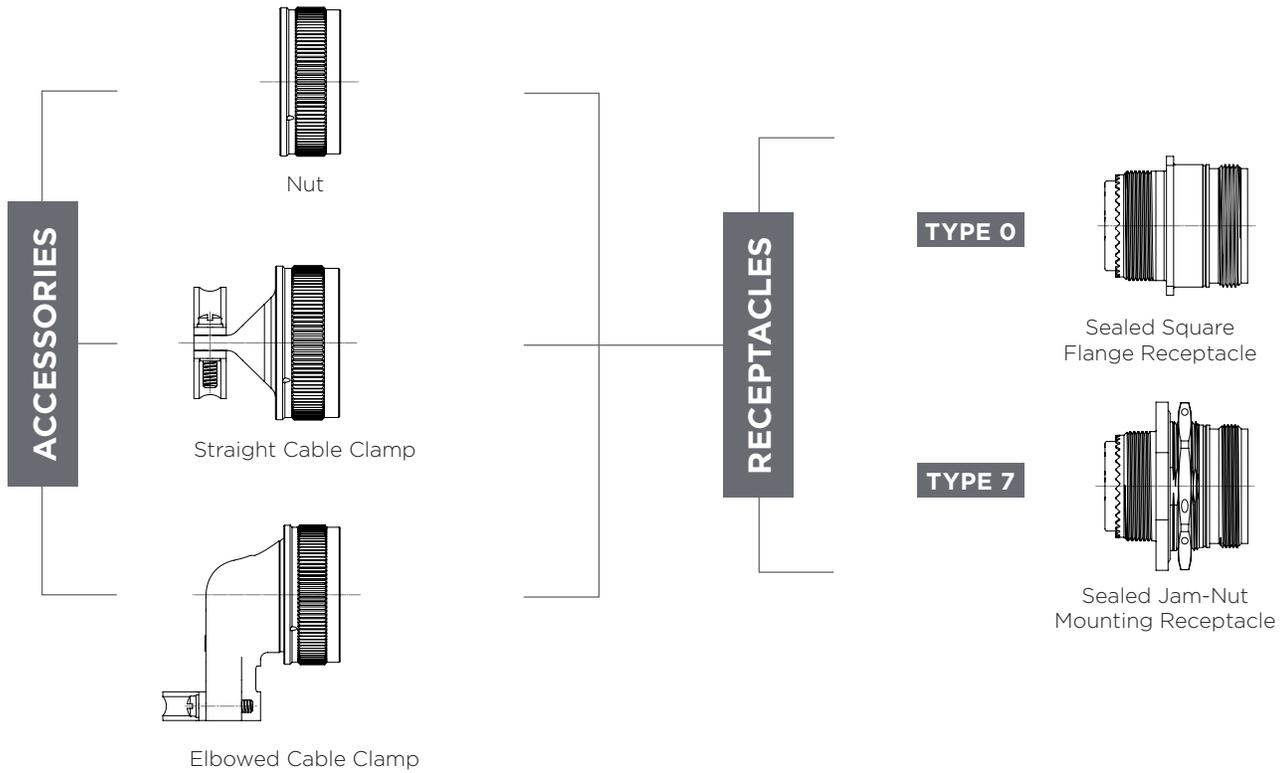 ACCESSORIES
Nut
Straight Cable Clamp
Elbowed Cable Clamp
RECEPTACLES
TYPE 0
Sealed Square
Flange Receptacle
TYPE 7
Sealed Jam-Nut
Mounting Receptacle